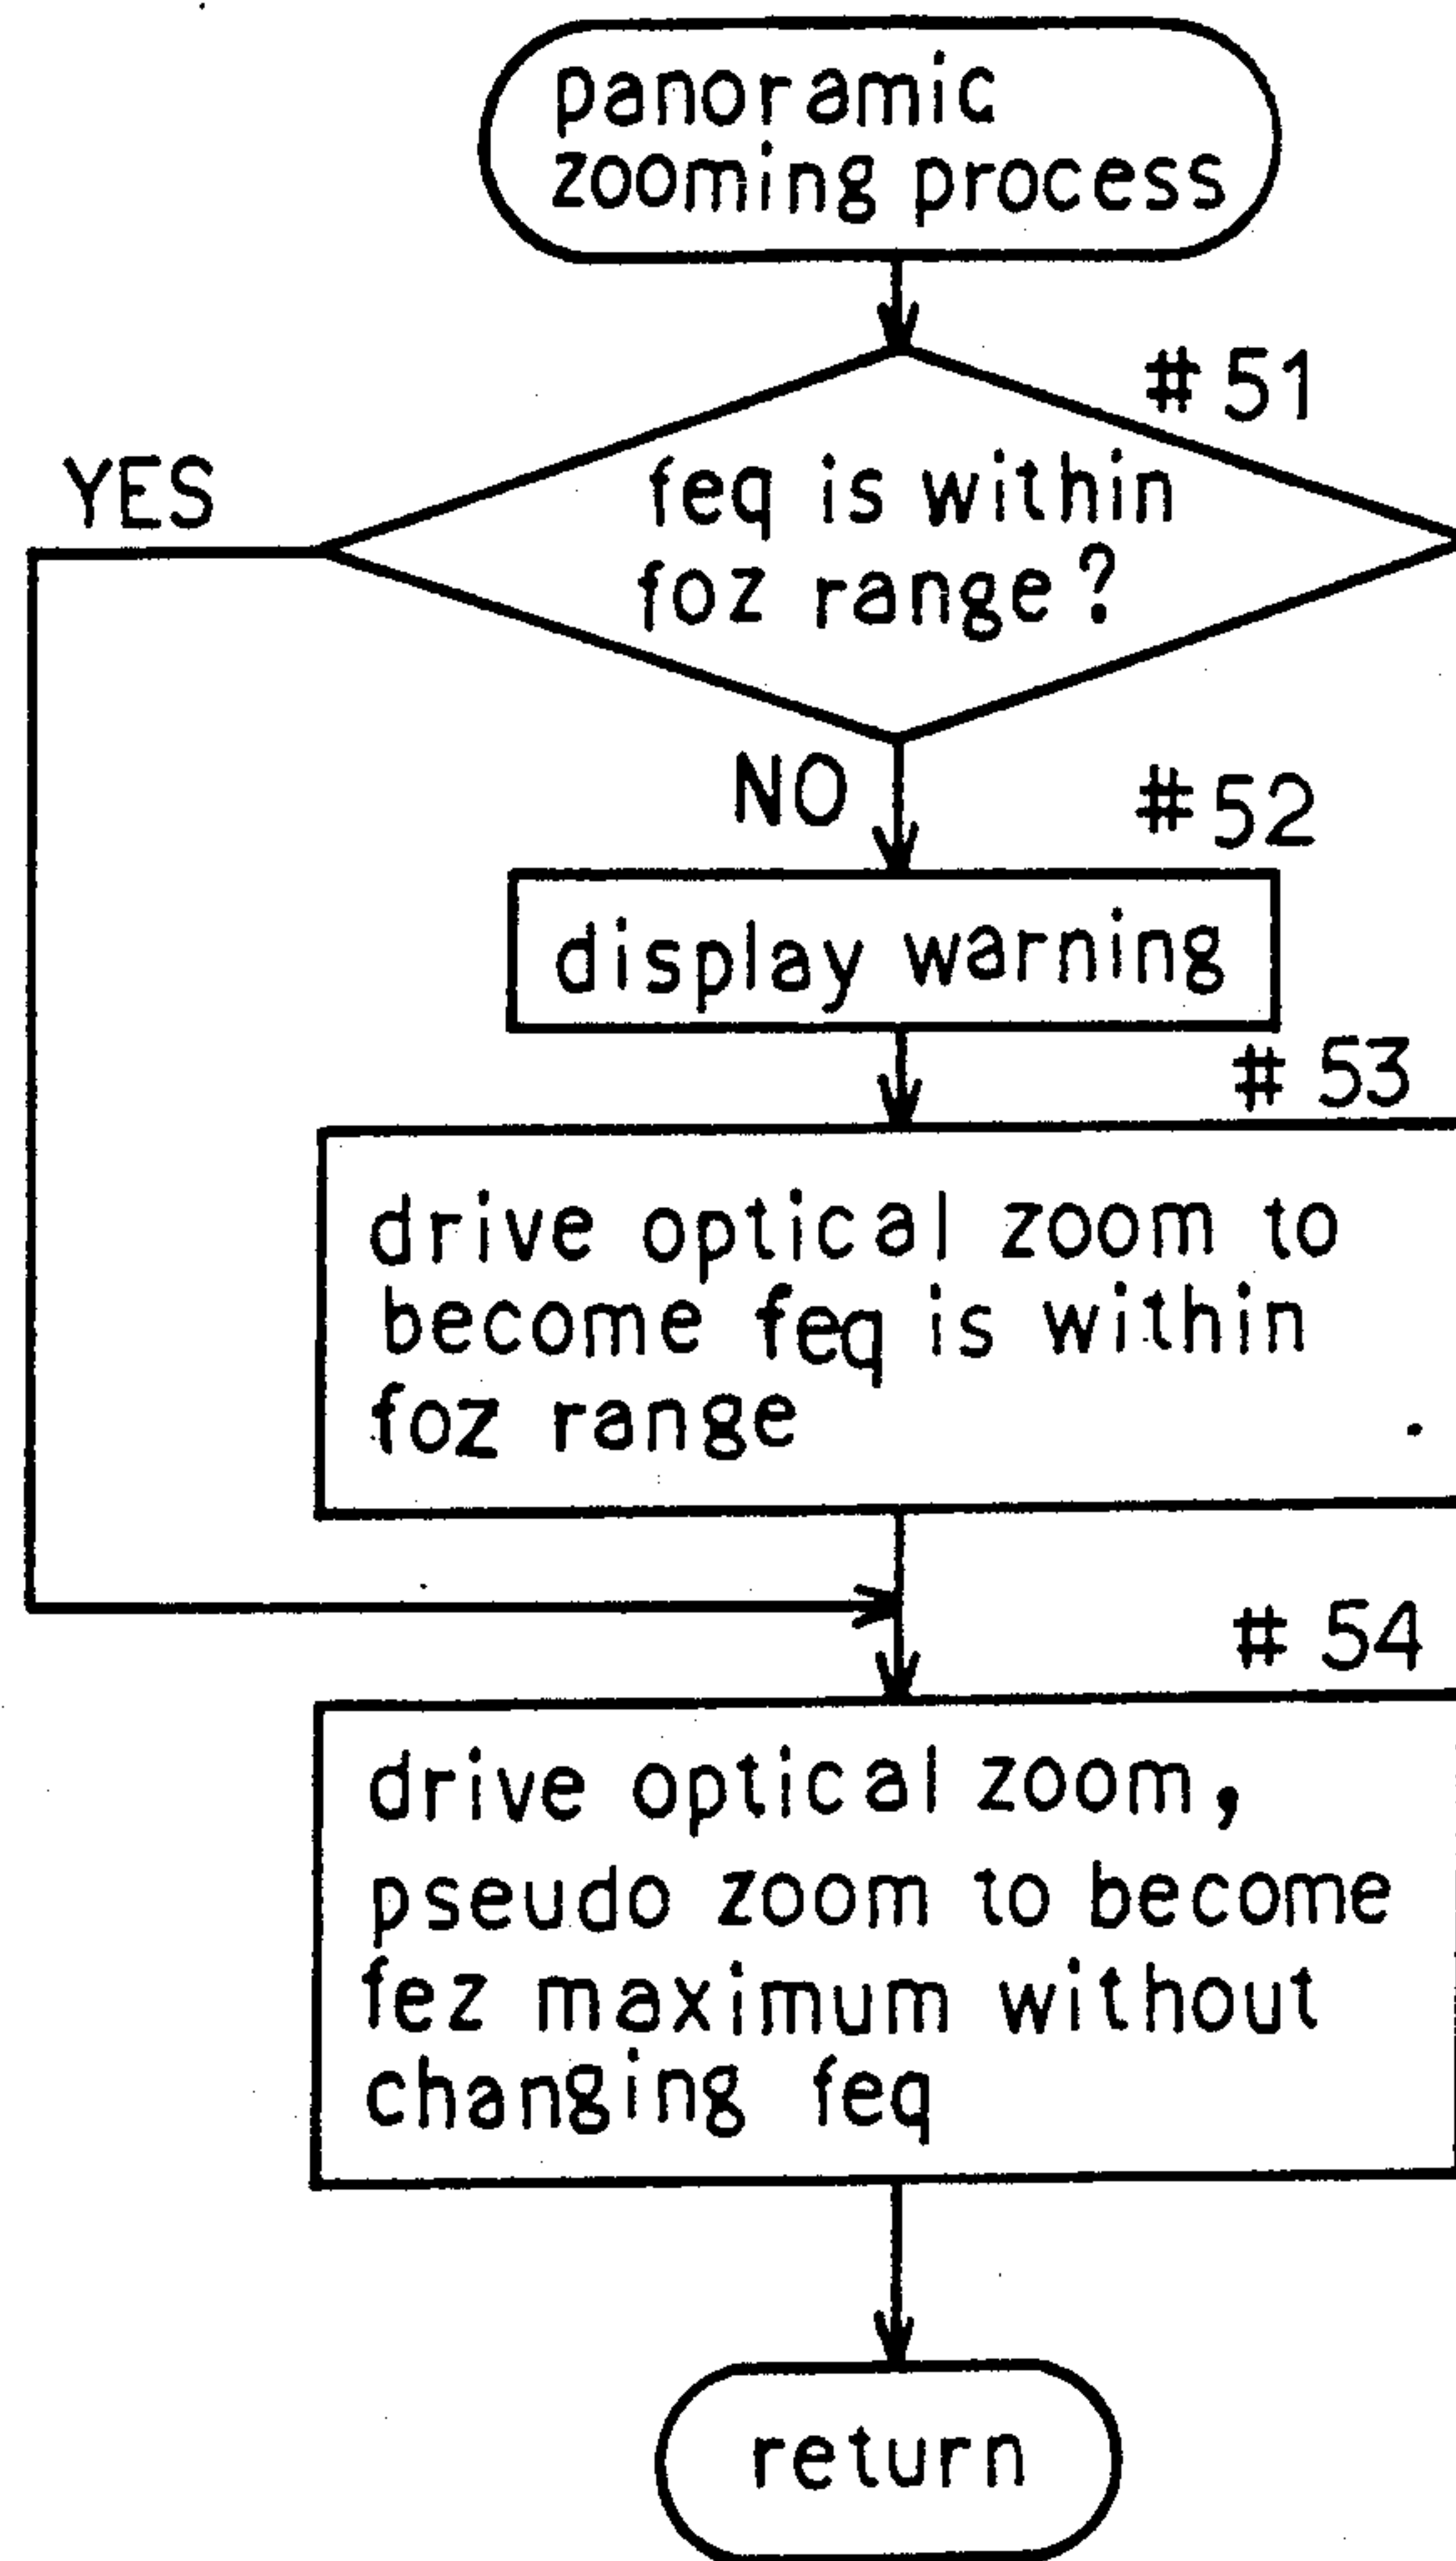 panoramic
zooming process
# 51
YES
feq is within
foz range?
NO
#52
display warning
# 53
drive optical zoom to
become feq is within
foz range
# 54
drive optical zoom,
pseudo zoom to become
fez maximum without
changing feq
return